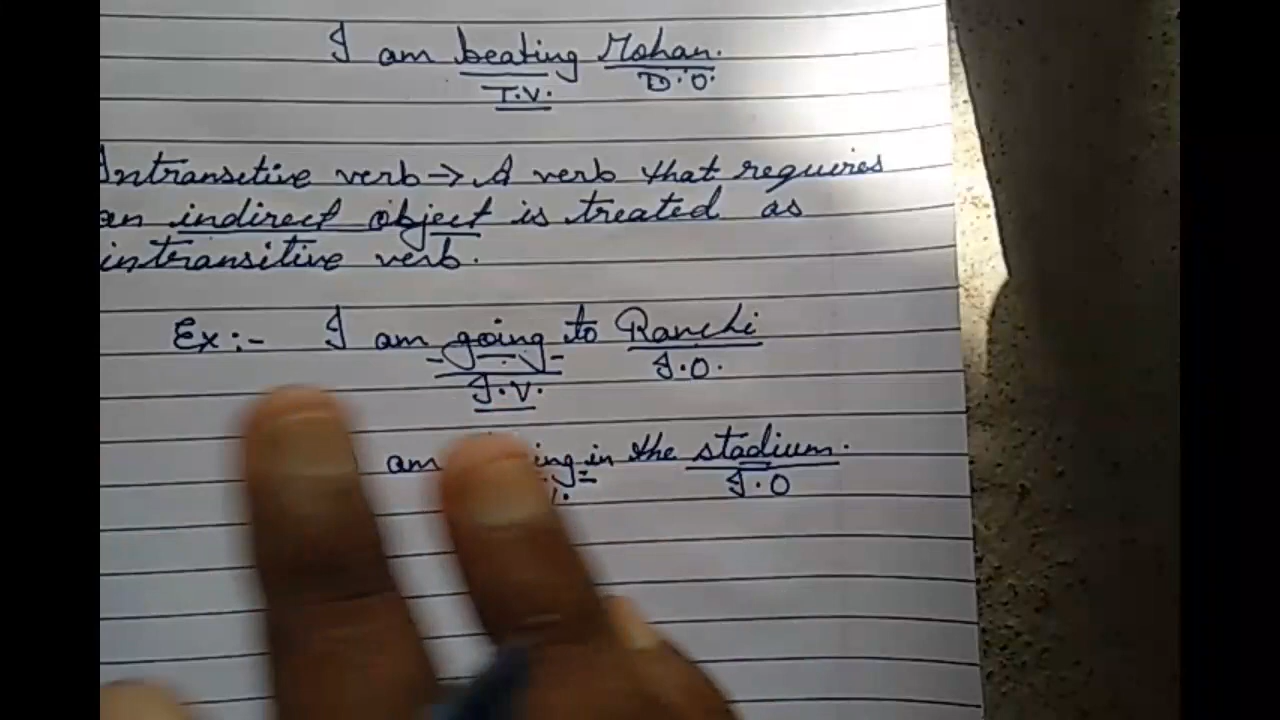 I am beating Mohan.
T.V. D.O.
Intransitive verb → A verb that requires
an indirect object is treated as
intransitive verb.
Ex:- I am going to Ranchi
I.V. I.O.
am in the stadium.
I.O